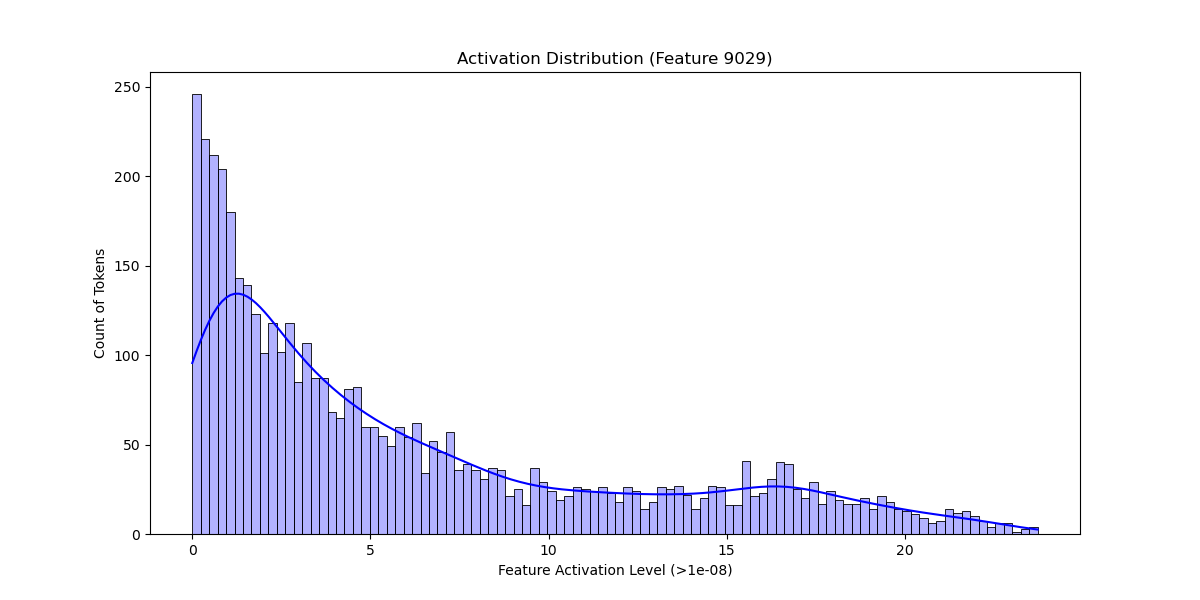 Activation Distribution (Feature 9029)
250
200
150
100
50
0
Count of Tokens
0 5 10 15 20
Feature Activation Level (>1e-08)